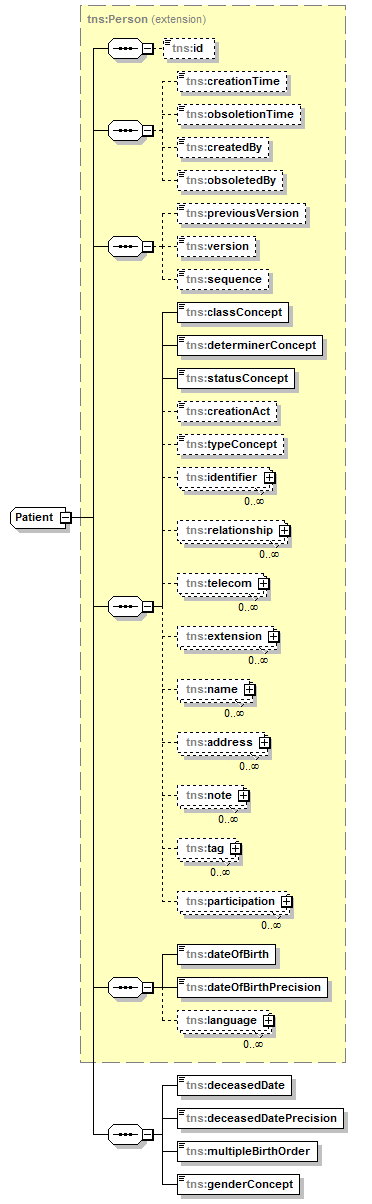 tns:Person (extension)
tns:id
tns:creationTime
tns:obsoletionTime
tns:createdBy
tns:obsoletedBy
tns:previousVersion
tns:version
tns:sequence
tns:classConcept
tns:determinerConcept
tns:statusConcept
tns:creationAct
tns:typeConcept
tns:identifier
0..∞
tns:relationship
0..∞
Patient
tns:telecom
0..∞
tns:extension
0..∞
tns:name
0..∞
tns:address
0..∞
tns:note
0..∞
tns:tag
0..∞
tns:participation
0..∞
tns:dateOfBirth
tns:dateOfBirthPrecision
tns:language
0..∞
tns:deceasedDate
tns:deceasedDatePrecision
tns:multipleBirthOrder
tns:genderConcept